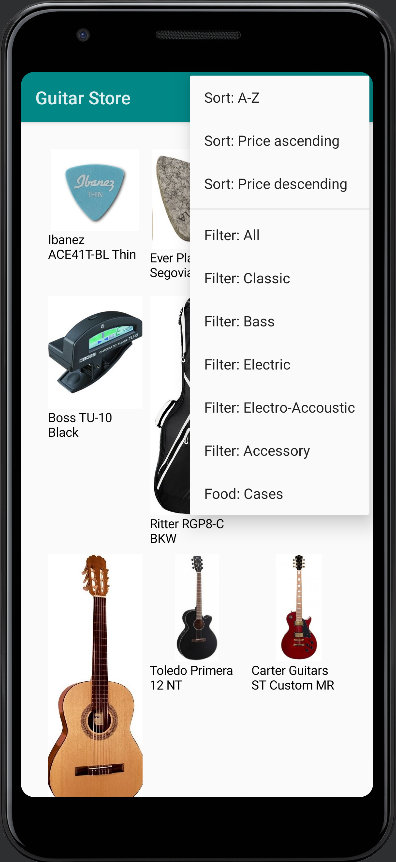 Guitar Store
Sort: A-Z
Sort: Price ascending
Sort: Price descending
Filter: All
Filter: Classic
Filter: Bass
Filter: Electric
Filter: Electro-Accoustic
Filter: Accessory
Food: Cases
Ibanez
Ibanez
ACE41T-BL Thin
Ever Pla
Segovia
Boss TU-10
Black
Ritter RGP8-C
BKW
Toledo Primera
12 NT
Carter Guitars
ST Custom MR